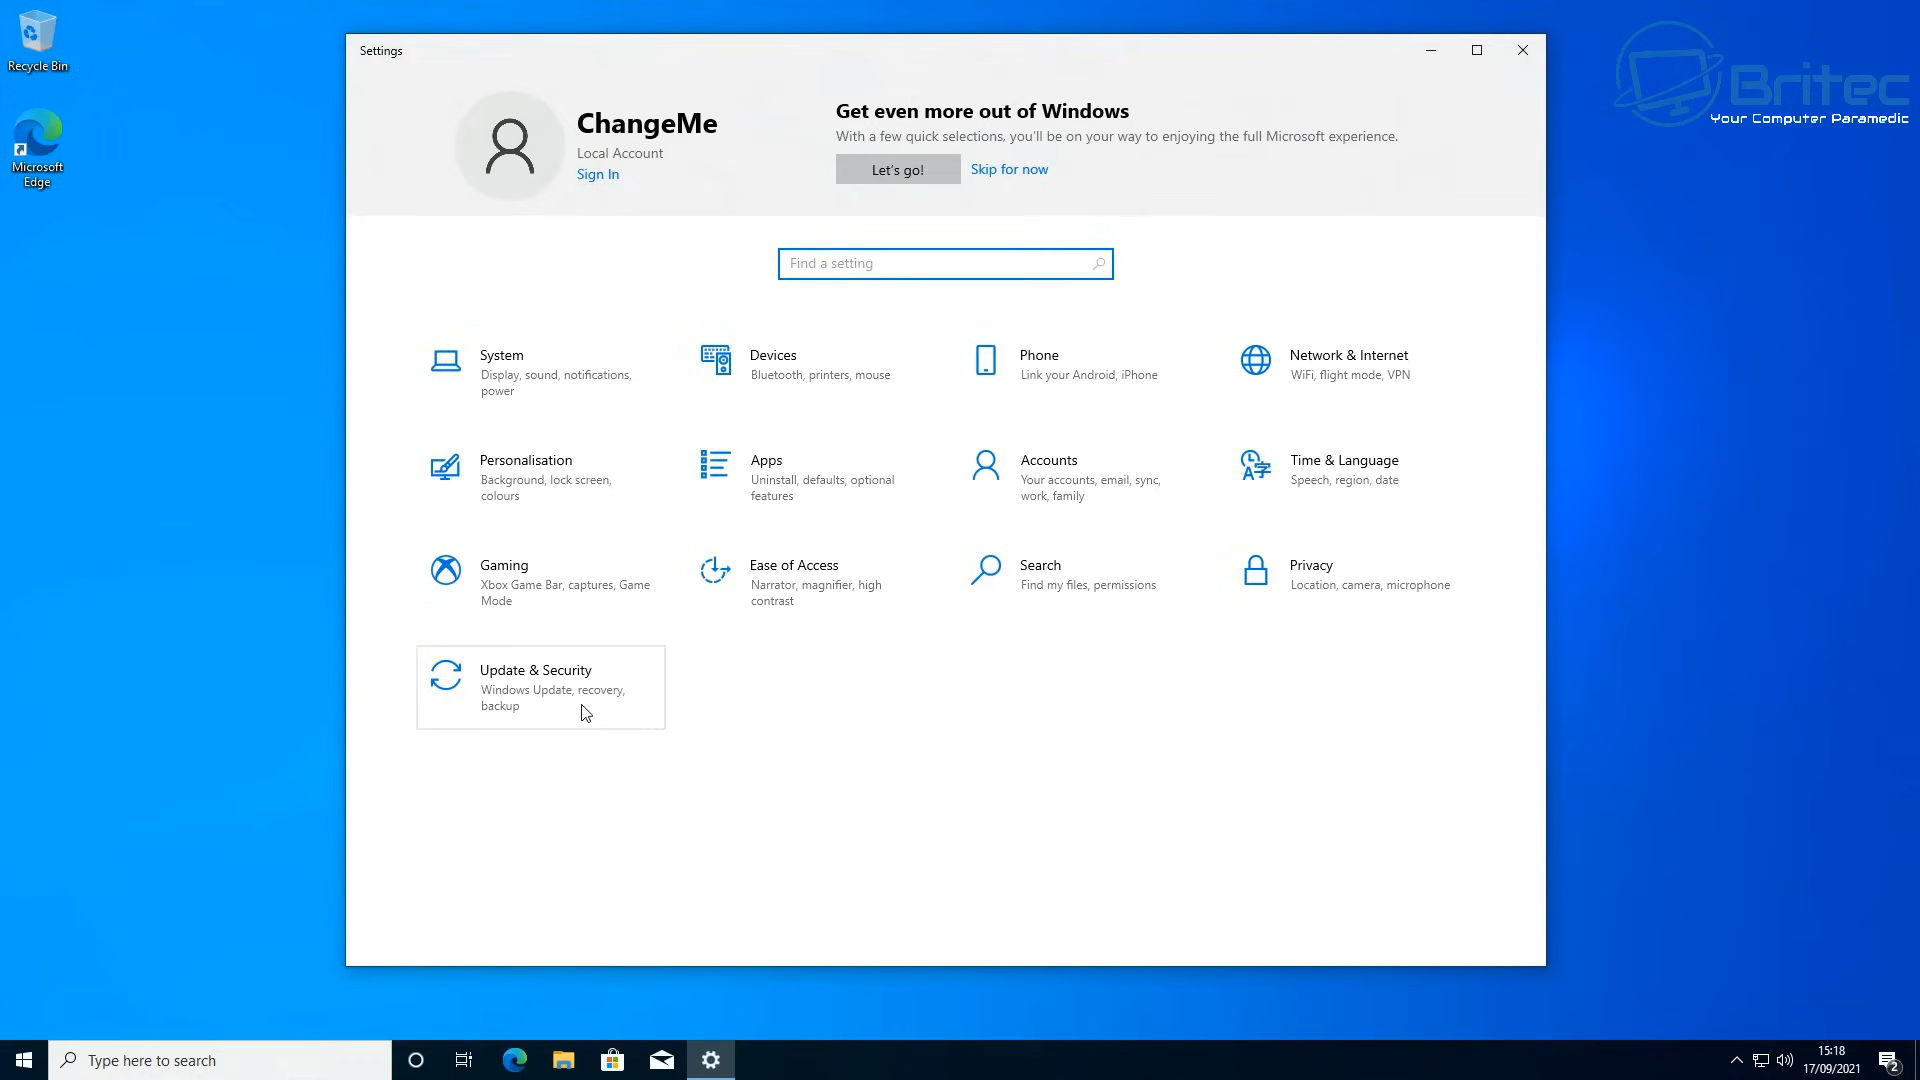 Recycle Bin
Microsoft
Edge
Settings
ChangeMe
Local Account
Sign In
Get even more out of Windows
With a few quick selections, you'll be on your way to enjoying the full Microsoft experience.
Let's go!
Skip for now
Britec
Your Computer Paramedic
Find a setting
System
Display, sound, notifications,
power
Devices
Bluetooth, printers, mouse
Phone
Link your Android, iPhone
Network & Internet
WiFi, flight mode, VPN
Personalisation
Background, lock screen,
colours
Apps
Uninstall, defaults, optional
features
Accounts
Your accounts, email, sync,
work, family
Time & Language
Speech, region, date
Gaming
Xbox Game Bar, captures, Game
Mode
Ease of Access
Narrator, magnifier, high
contrast
Search
Find my files, permissions
Privacy
Location, camera, microphone
Update & Security
Windows Update, recovery,
backup
Type here to search
15:18
17/09/2021
2